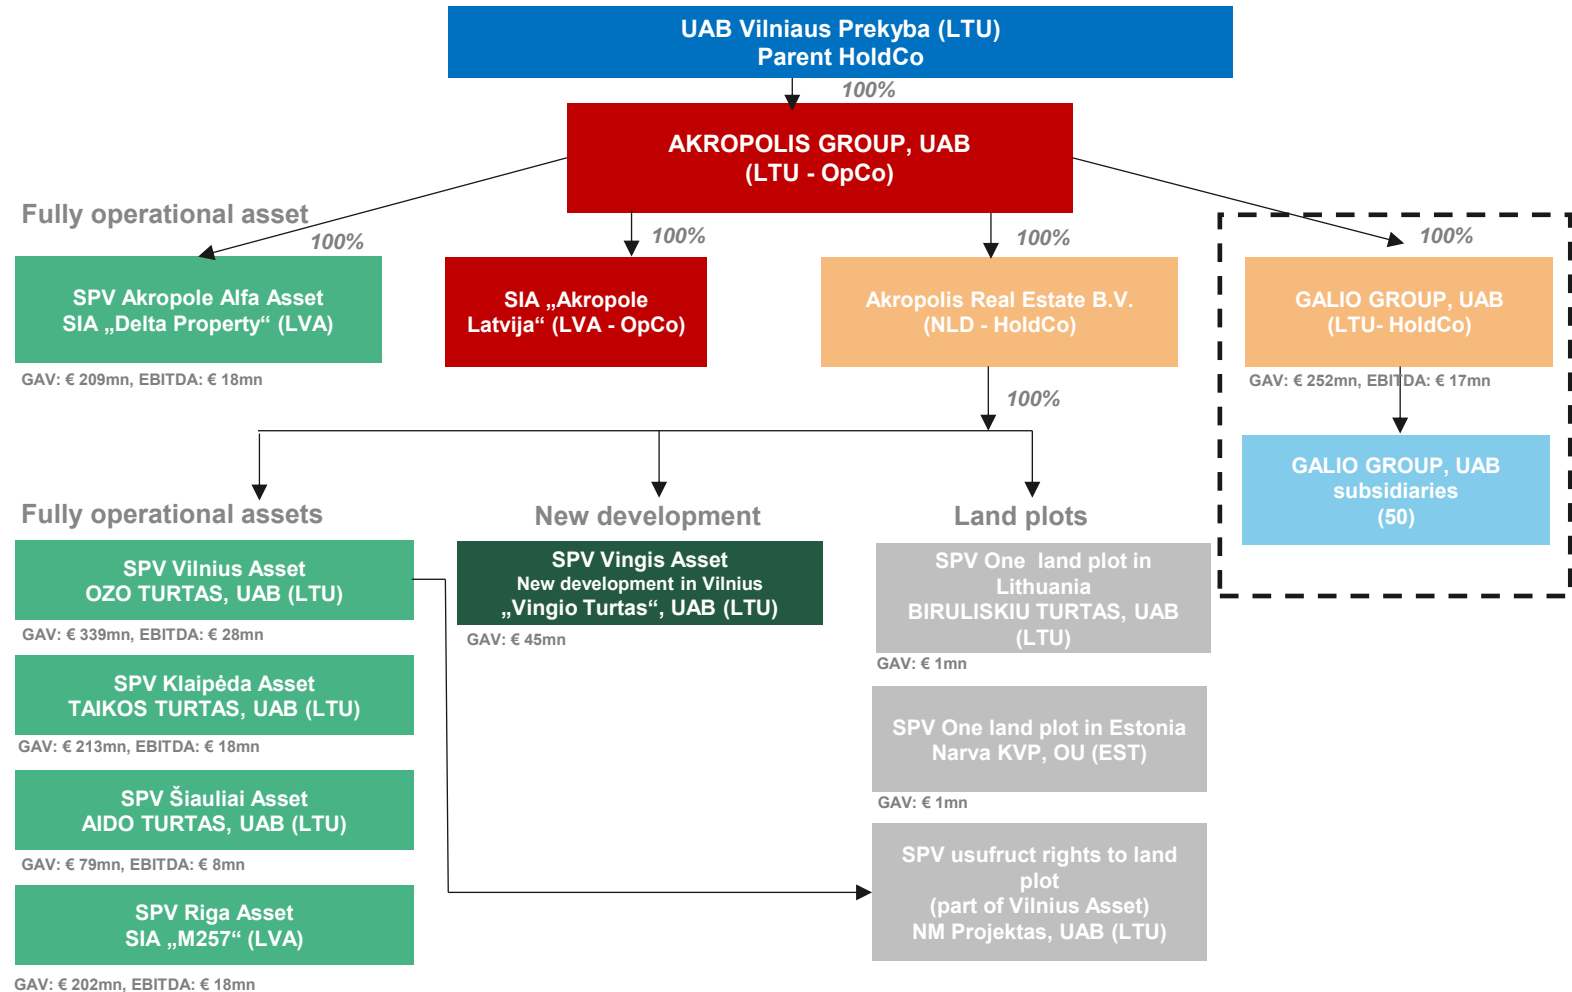 UAB Vilniaus Prekyba (LTU)
Parent HoldCo
100%
AKROPOLIS GROUP, UAB
(LTU - OpCo)
Fully operational asset
100%
100%
100%
100%
SPV Akropole Alfa Asset
SIA „Delta Property“ (LVA)
GAV: € 209mn, EBITDA: € 18mn
SIA „Akropole
Latvija“ (LVA - OpCo)
Akropolis Real Estate B.V.
(NLD - HoldCo)
GALIO GROUP, UAB
(LTU- HoldCo)
GAV: € 252mn, EBITDA: € 17mn
100%
GALIO GROUP, UAB
subsidiaries
(50)
Fully operational assets
New development
Land plots
SPV Vilnius Asset
OZO TURTAS, UAB (LTU)
GAV: € 339mn, EBITDA: € 28mn
SPV Klaipėda Asset
TAIKOS TURTAS, UAB (LTU)
GAV: € 213mn, EBITDA: € 18mn
SPV Šiauliai Asset
AIDO TURTAS, UAB (LTU)
GAV: € 79mn, EBITDA: € 8mn
SPV Riga Asset
SIA „M257“ (LVA)
GAV: € 202mn, EBITDA: € 18mn
SPV Vingis Asset
New development in Vilnius
„Vingio Turtas“, UAB (LTU)
GAV: € 45mn
SPV One land plot in
Lithuania
BIRULISKIU TURTAS, UAB
(LTU)
GAV: € 1mn
SPV One land plot in Estonia
Narva KVP, OU (EST)
GAV: € 1mn
SPV usufruct rights to land
plot
(part of Vilnius Asset)
NM Projektas, UAB (LTU)